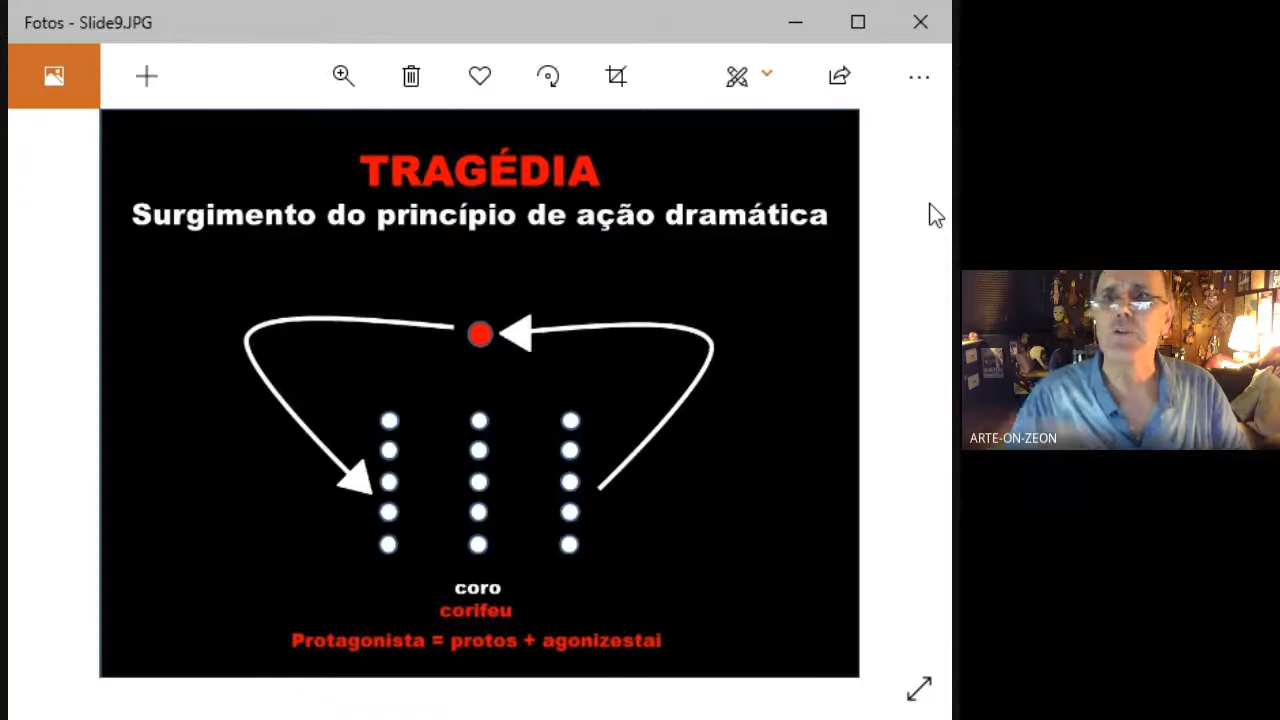 Fotos - Slide9.JPG
TRAGÉDIA
Surgimento do princípio de ação dramática
coro
corifeu
Protagonista = protos + agonizestai
ARTE-ON-ZEON